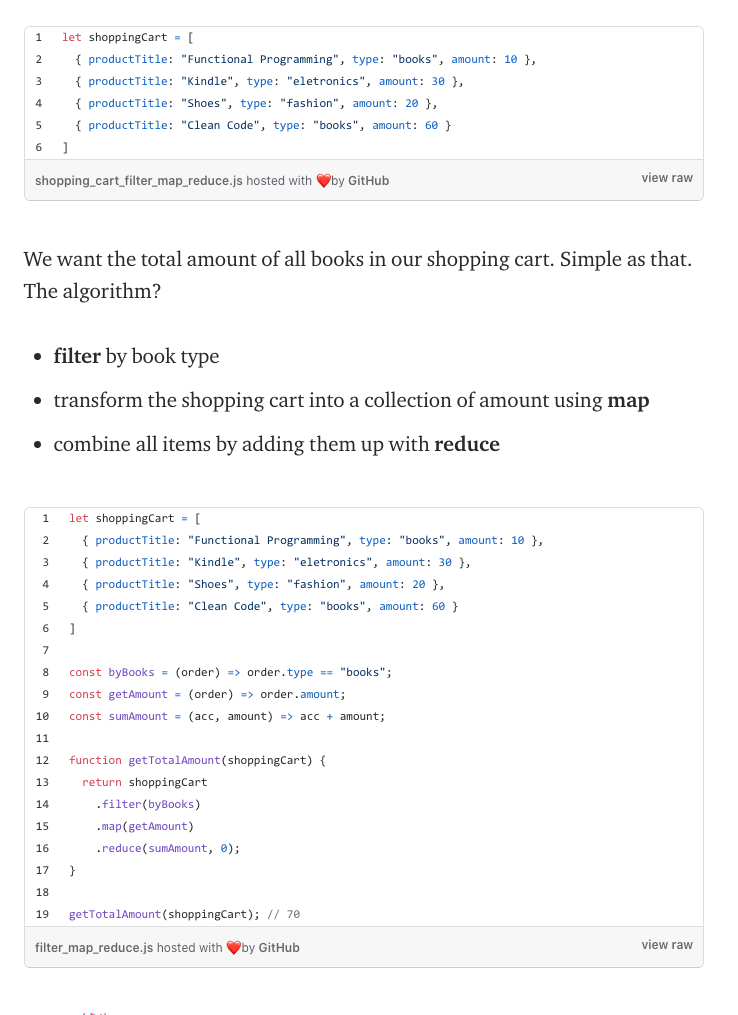 1 let shoppingCart = [
2 { productTitle: "Functional Programming", type: "books", amount: 10 },
3 { productTitle: "Kindle", type: "eletronics", amount: 30 },
4 { productTitle: "Shoes", type: "fashion", amount: 20 },
5 { productTitle: "Clean Code", type: "books", amount: 60 }
6 ]
shopping_cart_filter_map_reduce.js hosted with ❤️by GitHub view raw
We want the total amount of all books in our shopping cart. Simple as that.
The algorithm?
• filter by book type
• transform the shopping cart into a collection of amount using map
• combine all items by adding them up with reduce
1 let shoppingCart = [
2 { productTitle: "Functional Programming", type: "books", amount: 10 },
3 { productTitle: "Kindle", type: "eletronics", amount: 30 },
4 { productTitle: "Shoes", type: "fashion", amount: 20 },
5 { productTitle: "Clean Code", type: "books", amount: 60 }
6 ]
7
8 const byBooks = (order) => order.type == "books";
9 const getAmount = (order) => order.amount;
10 const sumAmount = (acc, amount) => acc + amount;
11
12 function getTotalAmount(shoppingCart) {
13 return shoppingCart
14 .filter(byBooks)
15 .map(getAmount)
16 .reduce(sumAmount, 0);
17 }
18
19 getTotalAmount(shoppingCart); // 70
filter_map_reduce.js hosted with ❤️by GitHub view raw